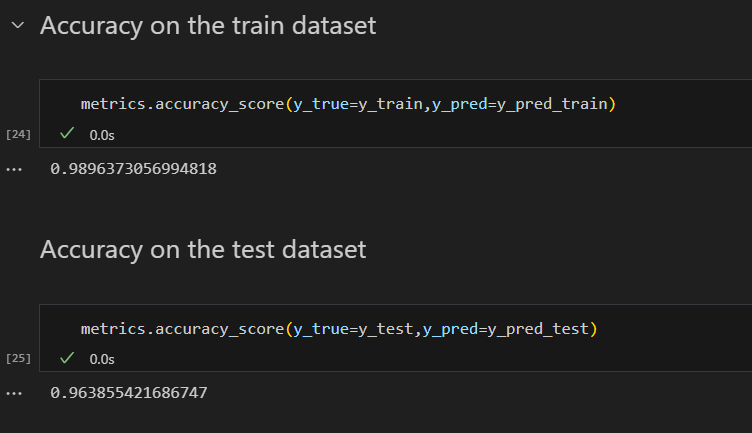 Accuracy on the train dataset
metrics.accuracy_score(y_true=y_train,y_pred=y_pred_train)
[24]
0.0s
0.9896373056994818
Accuracy on the test dataset
metrics.accuracy_score(y_true=y_test,y_pred=y_pred_test)
[25]
0.0s
0.963855421686747